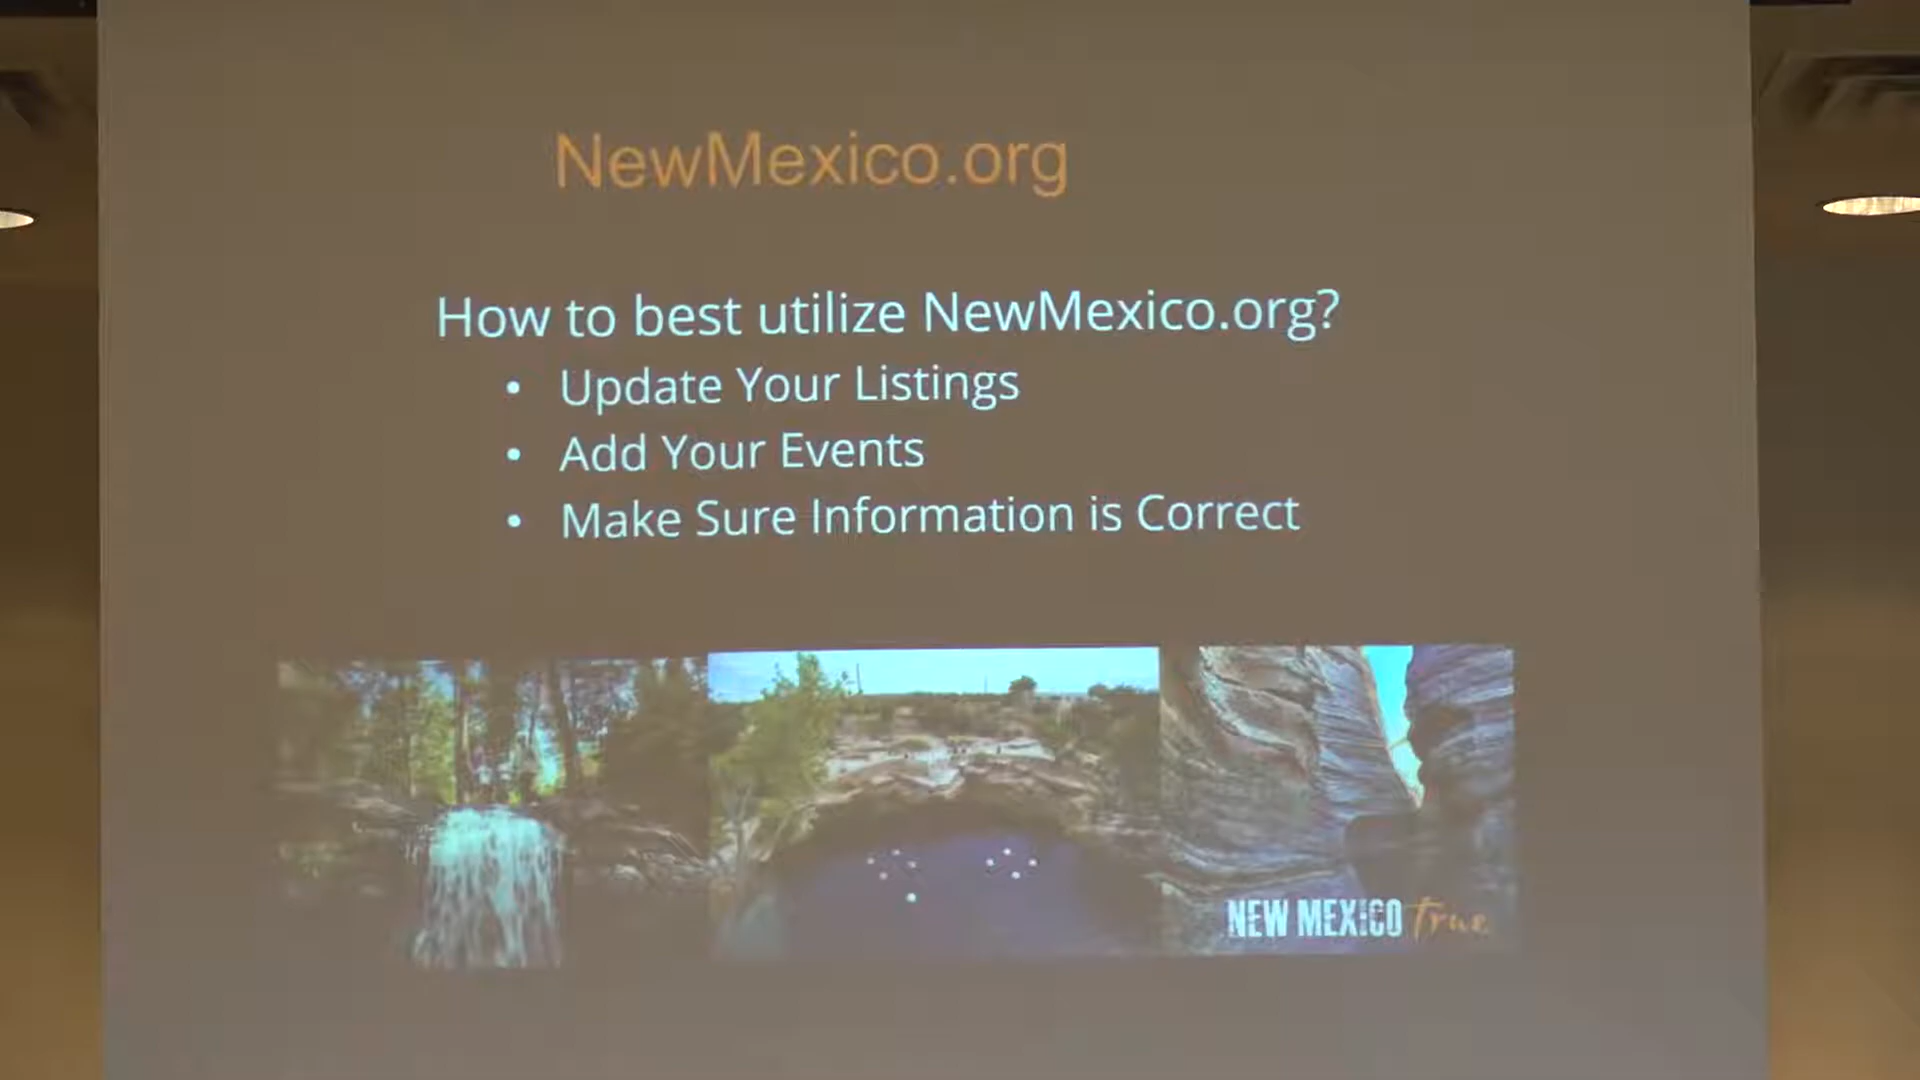 NewMexico.org
How to best utilize NewMexico.org?
• Update Your Listings
• Add Your Events
• Make Sure Information is Correct
NEW MEXICO True